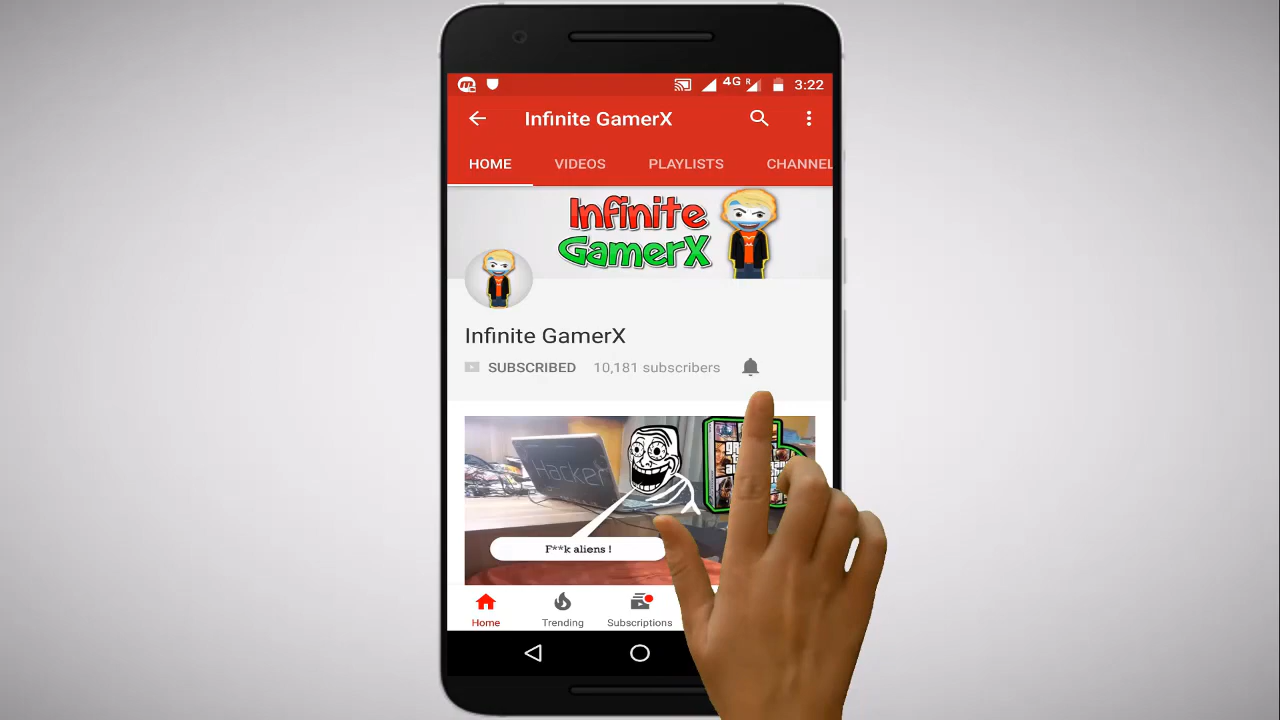 4G R 3:22
Infinite GamerX
HOME VIDEOS PLAYLISTS CHANNEL
Infinite
GamerX
Infinite GamerX
SUBSCRIBED 10,181 subscribers
Hacker
F**k aliens !
Home Trending Subscriptions